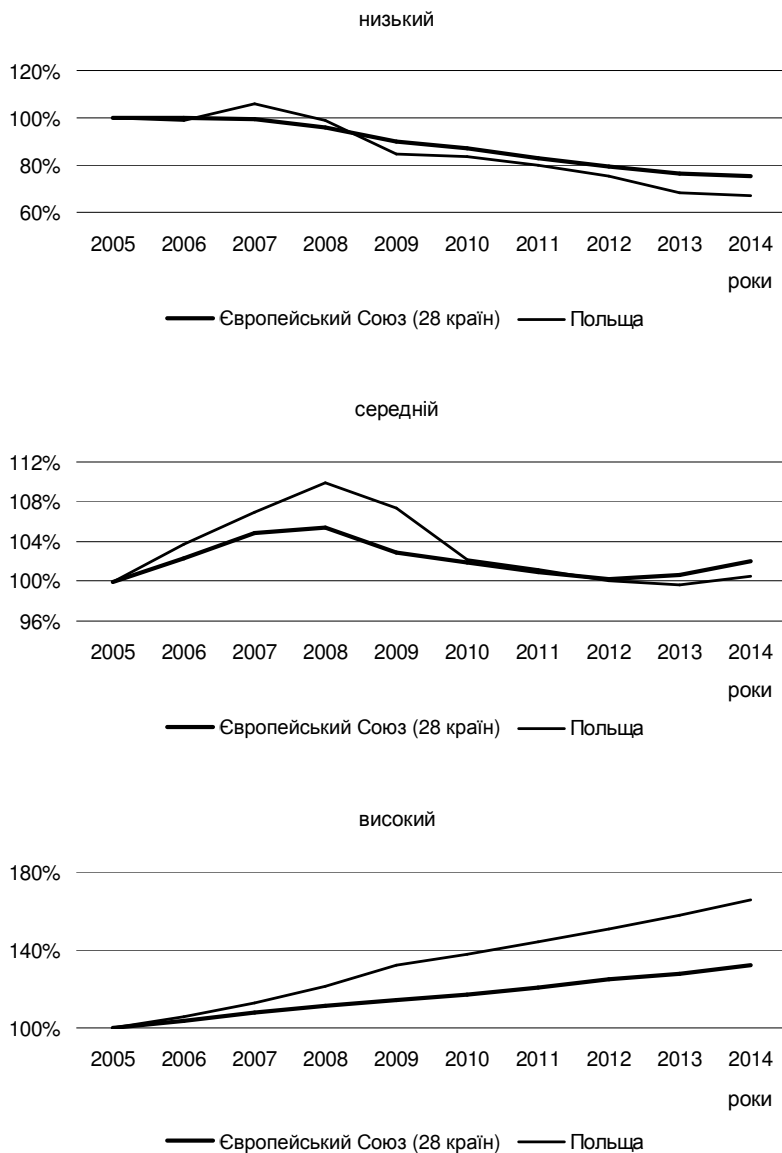 низький
120%
100%
80%
60%
2005 2006 2007 2008 2009 2010 2011 2012 2013 2014
роки
Європейський Союз (28 країн) Польща
середній
112%
108%
104%
100%
96%
2005 2006 2007 2008 2009 2010 2011 2012 2013 2014
роки
Європейський Союз (28 країн) Польща
високий
180%
140%
100%
2005 2006 2007 2008 2009 2010 2011 2012 2013 2014
роки
Європейський Союз (28 країн) Польща